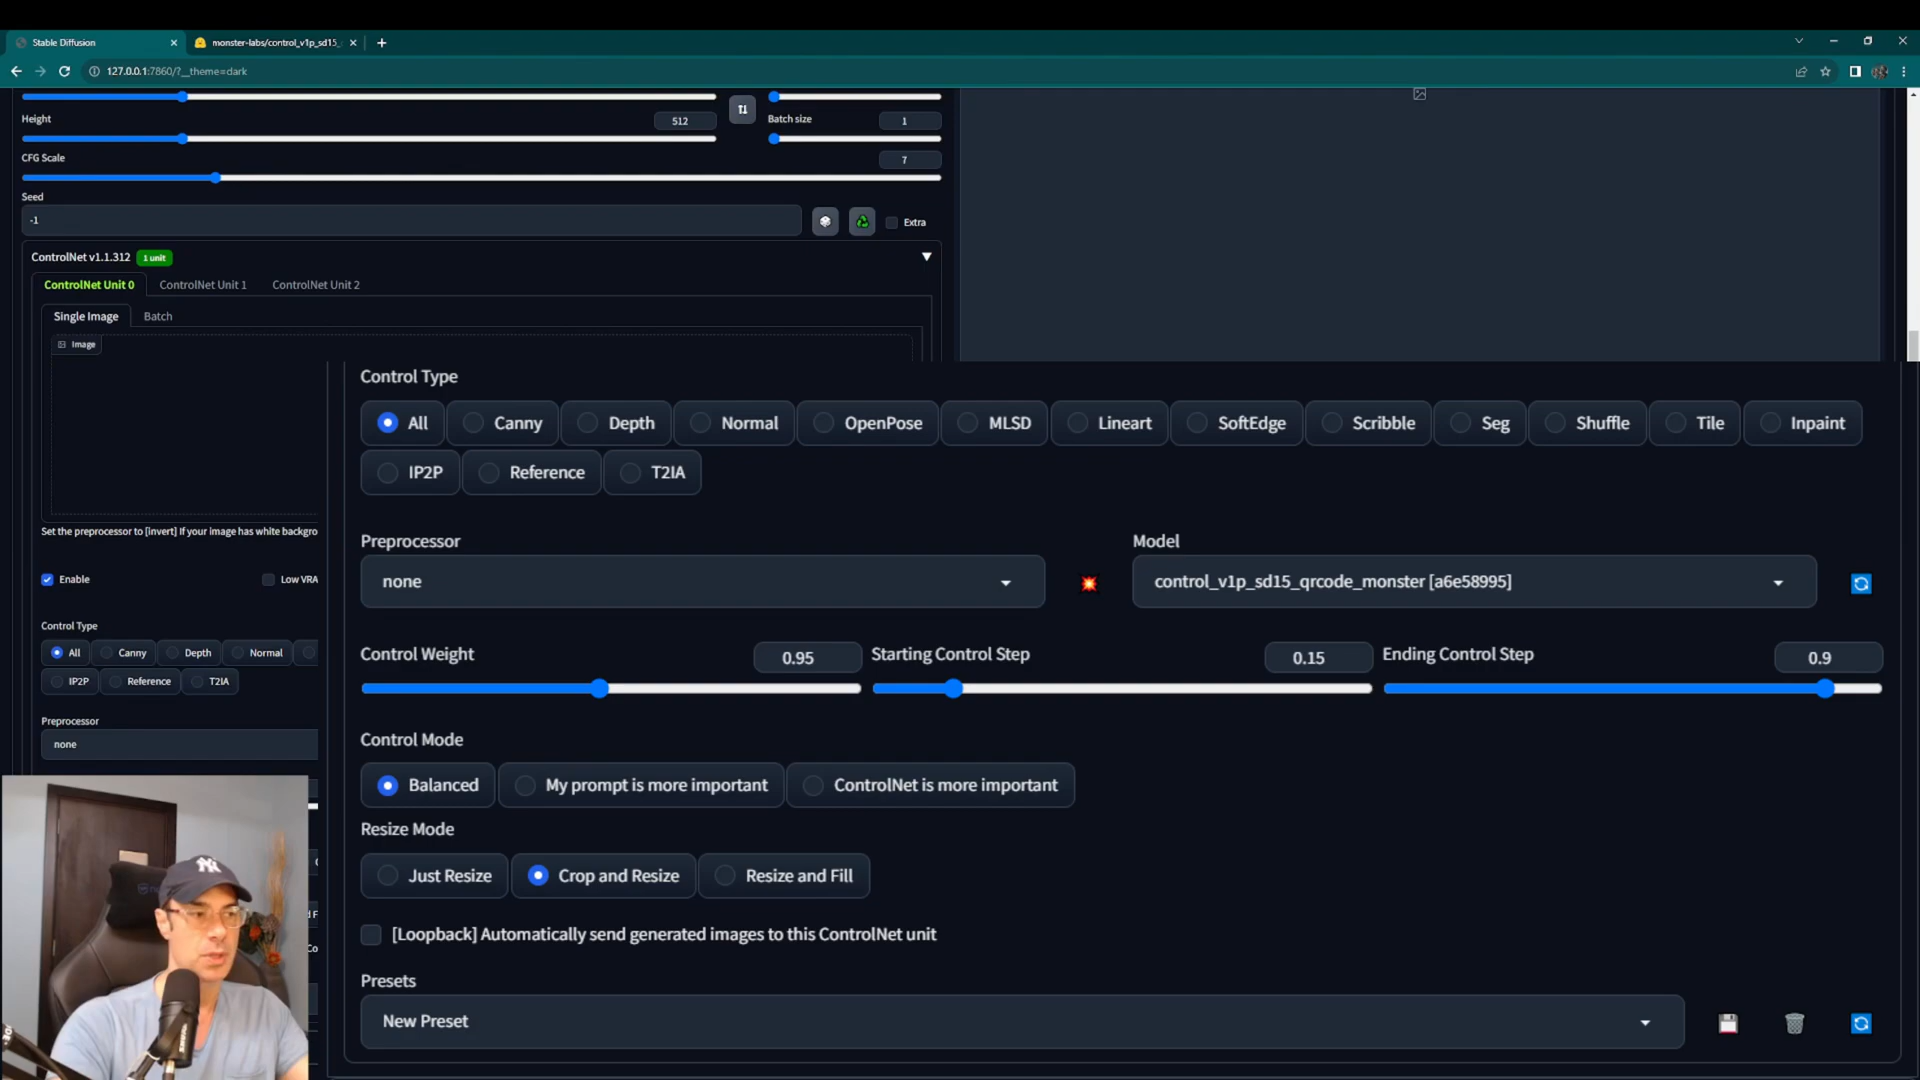 Stable Diffusion
monster-labs/control_v1p_sd15_
127.0.0.1:7860/?__theme=dark
Height
512
Batch size
1
CFG Scale
7
Seed
-1
Extra
ControlNet v1.1.312
1 unit
ControlNet Unit 0
ControlNet Unit 1
ControlNet Unit 2
Single Image
Batch
Image
Set the preprocessor to [invert] If your image has white backgro
Enable
Low VRA
Control Type
All
Canny
Depth
Normal
IP2P
Reference
T2IA
Preprocessor
none
Control Type
All
Canny
Depth
Normal
OpenPose
MLSD
Lineart
SoftEdge
Scribble
Seg
Shuffle
Tile
Inpaint
IP2P
Reference
T2IA
Preprocessor
none
Model
control_v1p_sd15_qrcode_monster [a6e58995]
Control Weight
0.95
Starting Control Step
0.15
Ending Control Step
0.9
Control Mode
Balanced
My prompt is more important
ControlNet is more important
Resize Mode
Just Resize
Crop and Resize
Resize and Fill
[Loopback] Automatically send generated images to this ControlNet unit
Presets
New Preset